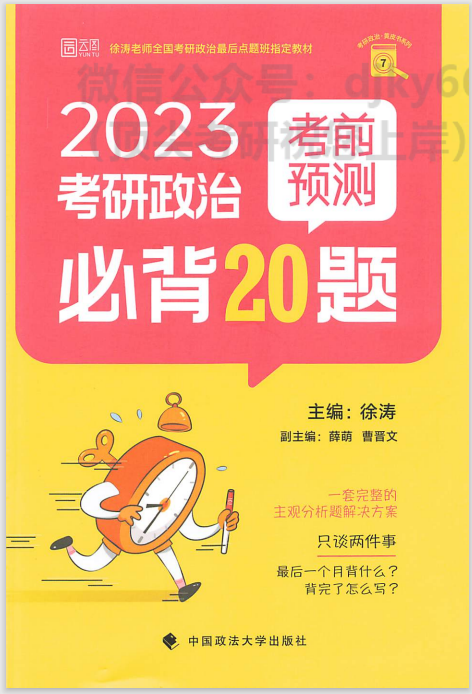 云图
YUN TU
徐涛老师全国考研政治最后点题班指定教材
考研政治·黄皮书系列
7
微信公众号：djky66
（顶尖考研祝您上岸）
2023
考前
预测
考研政治
必背20题
主编：徐涛
副主编：薛萌 曹晋文
一套完整的
主观分析题解决方案
只谈两件事
最后一个月背什么？
背完了怎么写？
中国政法大学出版社